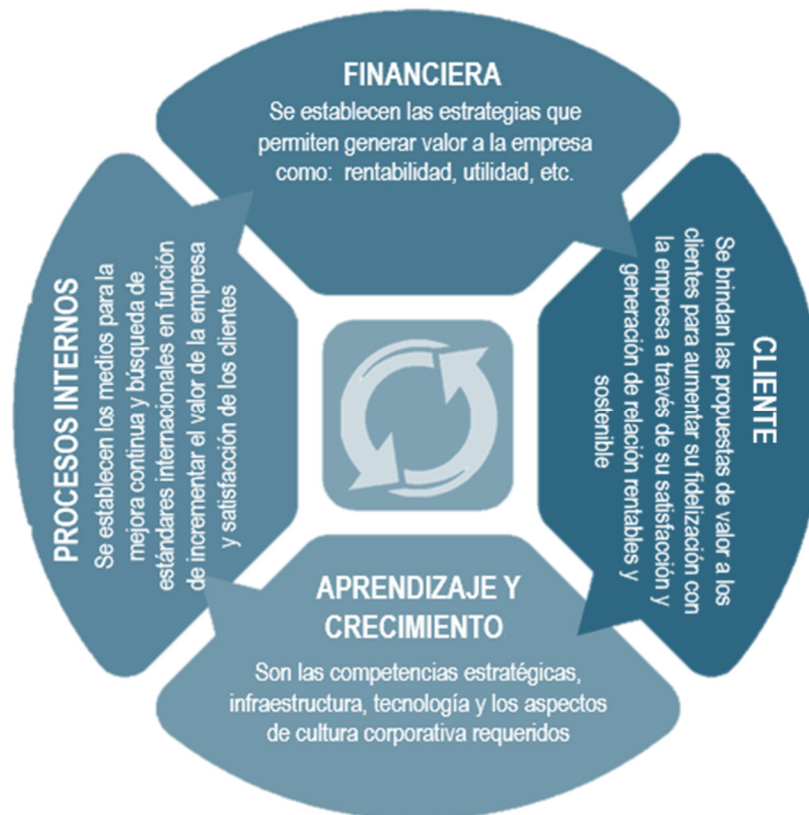 FINANCIERA
Se establecen las estrategias que
permiten generar valor a la empresa
como: rentabilidad, utilidad, etc.
CLIENTE
Se brindan las propuestas de valor a los
clientes para aumentar su fidelización con
la empresa a través de su satisfacción y
generación de relación rentables y
sostenible
APRENDIZAJE Y
CRECIMIENTO
Son las competencias estratégicas,
infraestructura, tecnología y los aspectos
de cultura corporativa requeridos
PROCESOS INTERNOS
Se establecen los medios para la
mejora continua y búsqueda de
estándares internacionales en función
de incrementar el valor de la empresa
y satisfacción de los clientes